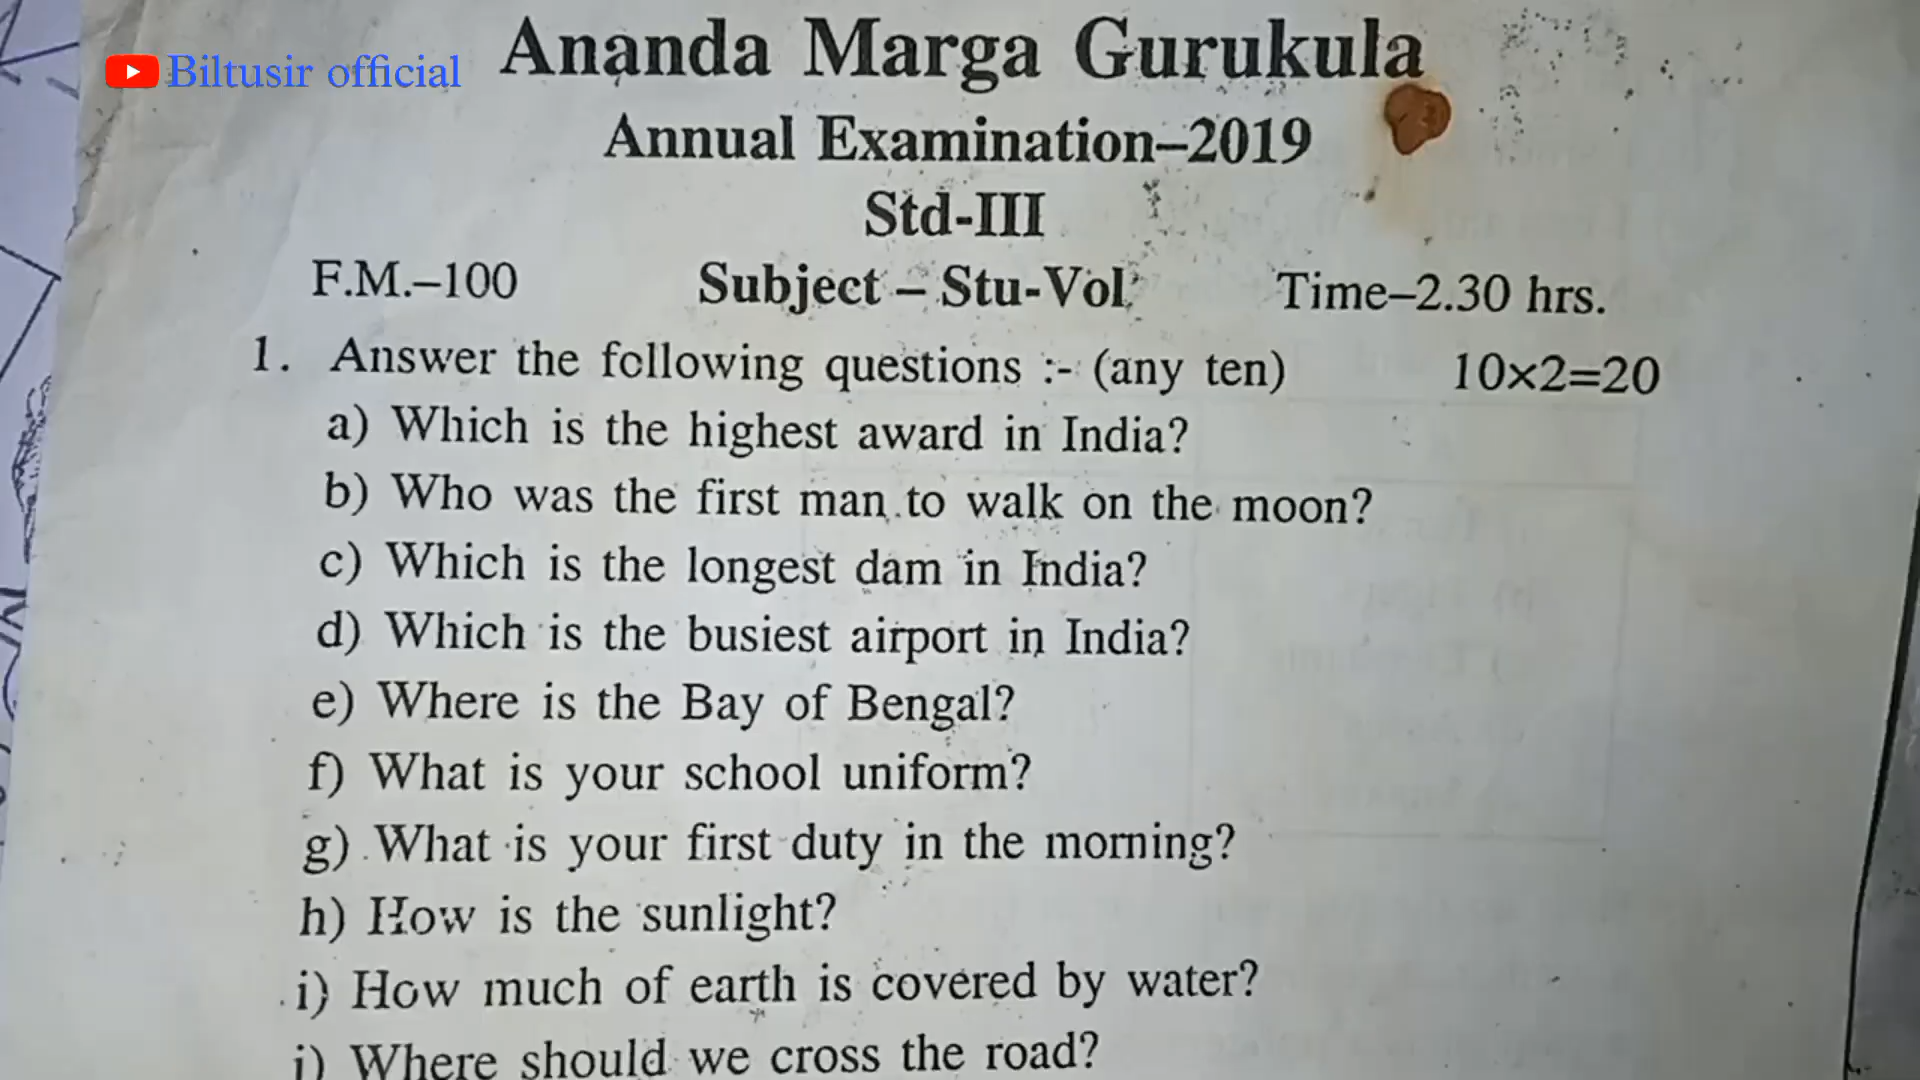 Biltusir official
Ananda Marga Gurukula
Annual Examination–2019
Std-III
F.M.–100 Subject – Stu-Vol Time–2.30 hrs.
1. Answer the following questions :- (any ten) 10×2=20
a) Which is the highest award in India?
b) Who was the first man to walk on the moon?
c) Which is the longest dam in India?
d) Which is the busiest airport in India?
e) Where is the Bay of Bengal?
f) What is your school uniform?
g) What is your first duty in the morning?
h) How is the sunlight?
i) How much of earth is covered by water?
j) Where should we cross the road?